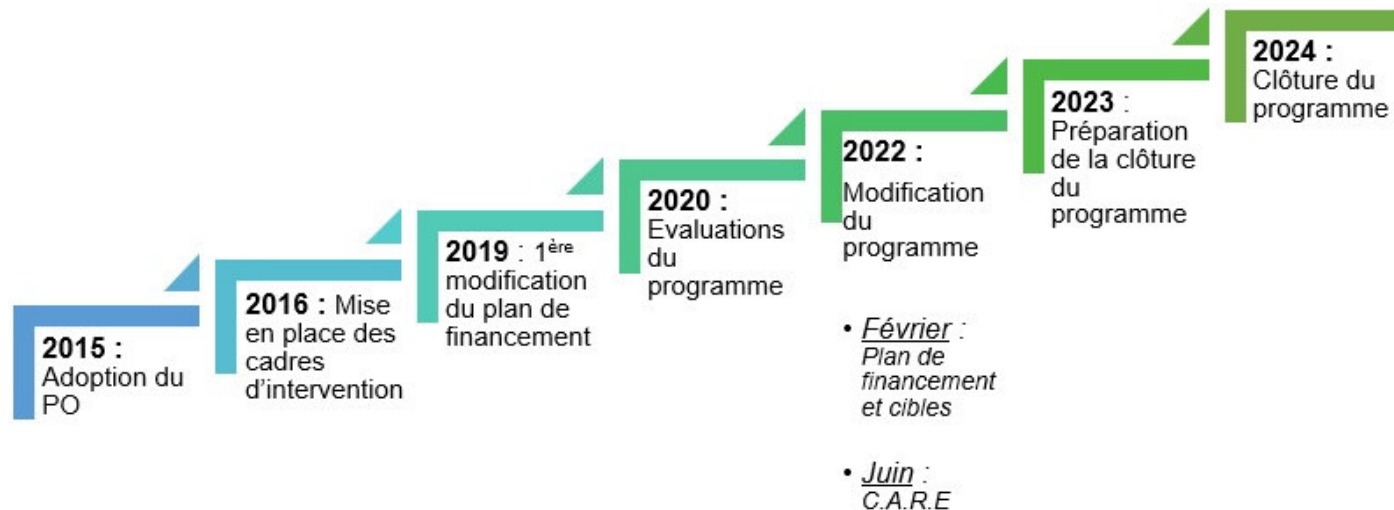 2015 :
Adoption du
PO
2016 : Mise
en place des
cadres
d'intervention
2019 : 1ère
modification
du plan de
financement
2020 :
Evaluations
du
programme
2022 :
Modification
du
programme
• Février :
Plan de
financement
et cibles
• Juin :
C.A.R.E
2023 :
Préparation
de la clôture
du
programme
2024 :
Clôture du
programme